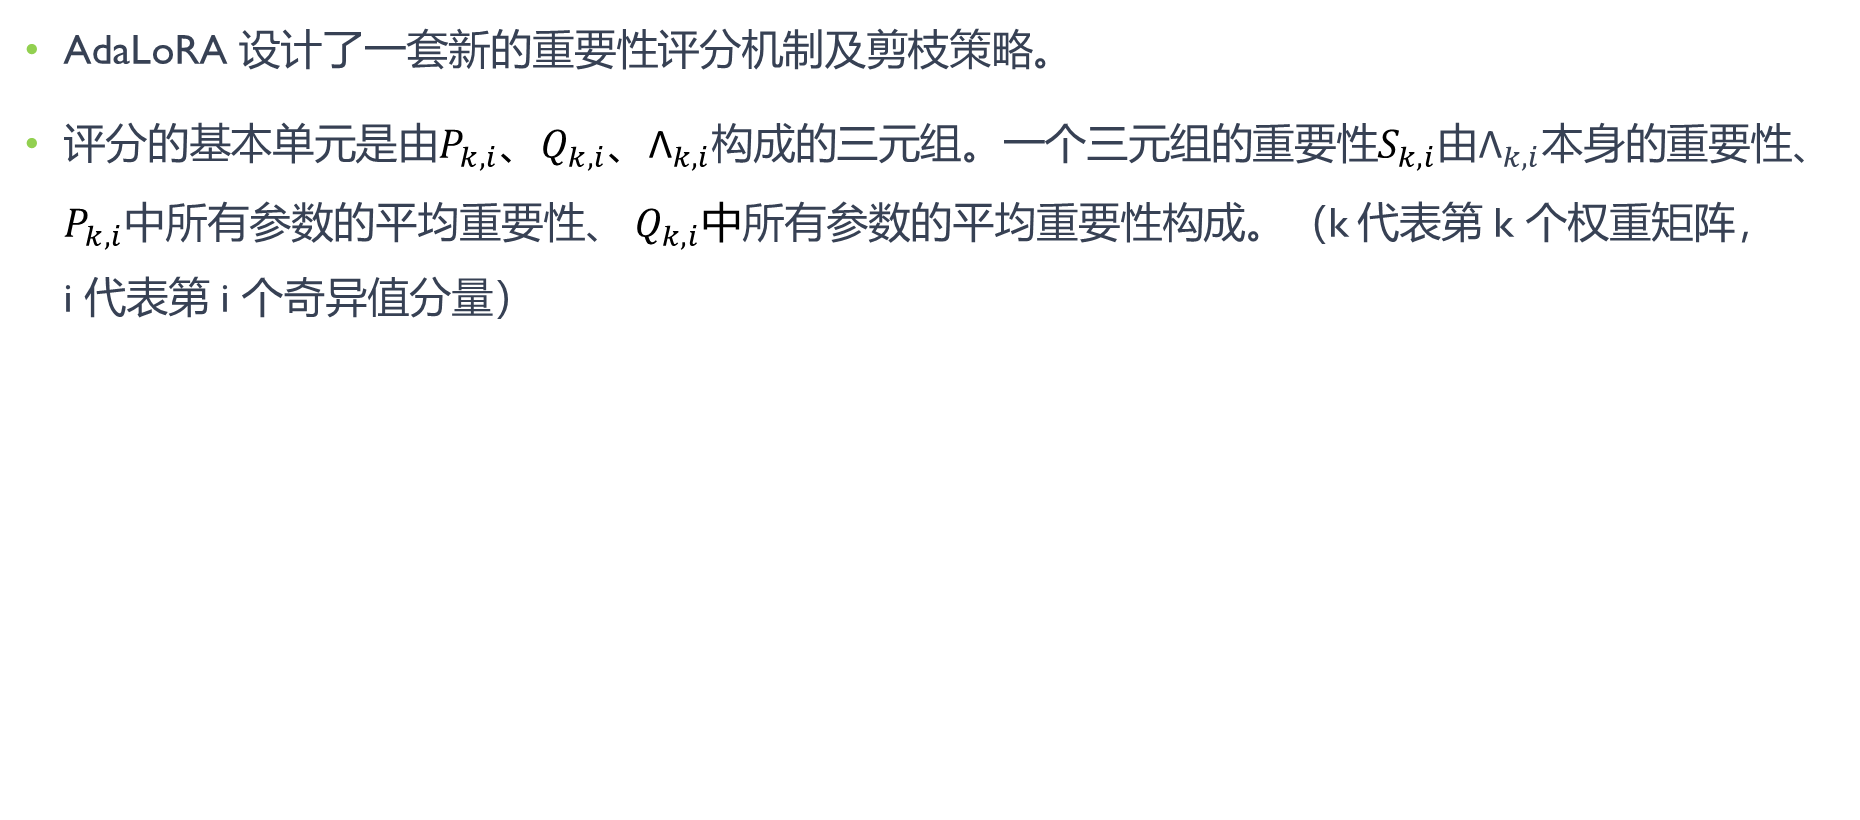 • AdaLoRA 设计了一套新的重要性评分机制及剪枝策略。
• 评分的基本单元是由P_{k,i}、Q_{k,i}、Λ_{k,i}构成的三元组。一个三元组的重要性S_{k,i}由Λ_{k,i}本身的重要性、
P_{k,i}中所有参数的平均重要性、Q_{k,i}中所有参数的平均重要性构成。（k 代表第 k 个权重矩阵，
i 代表第 i 个奇异值分量）